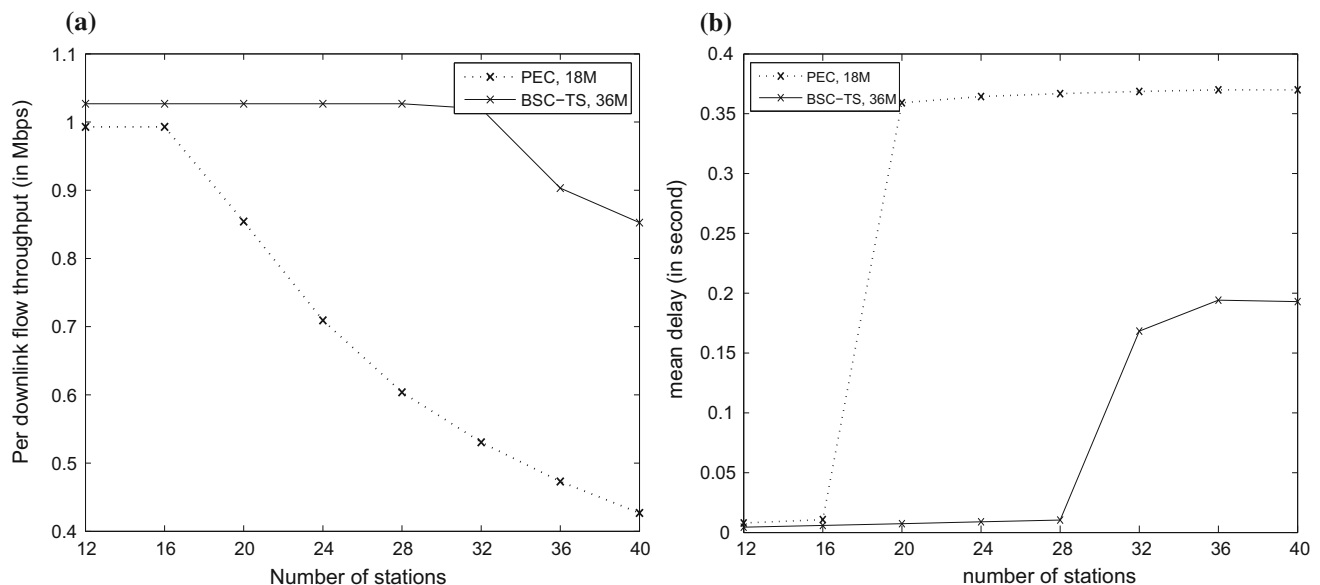 (a)
Per downlink flow throughput (in Mbps)
1.1
1
0.9
0.8
0.7
0.6
0.5
0.4
12 16 20 24 28 32 36 40
Number of stations
PEC, 18M
BSC-TS, 36M
(b)
mean delay (in second)
0.4
0.35
0.3
0.25
0.2
0.15
0.1
0.05
0
12 16 20 24 28 32 36 40
number of stations
PEC, 18M
BSC-TS, 36M